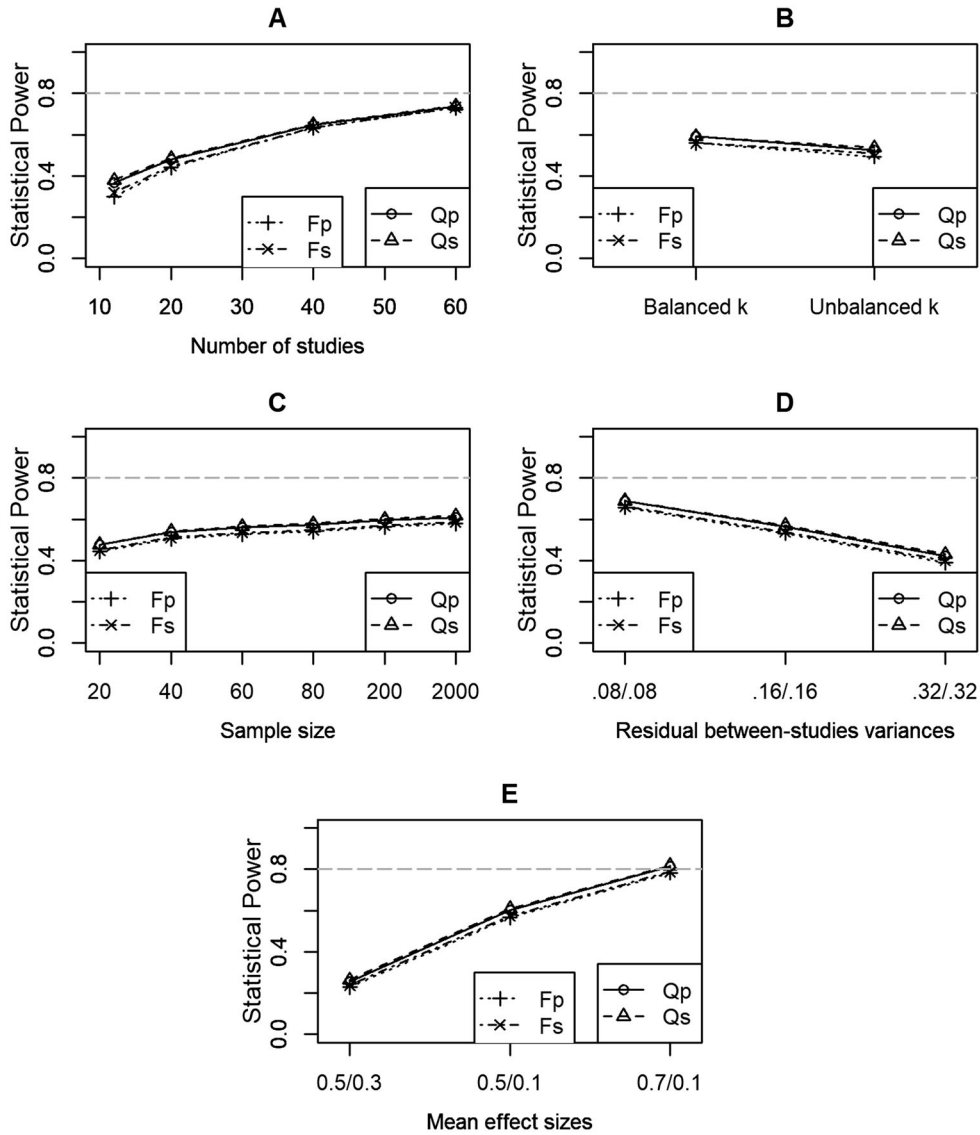 A
Statistical Power
0.0 0.4 0.8
Fp
Fs
Qp
Qs
10 20 30 40 50 60
Number of studies
B
Statistical Power
0.0 0.4 0.8
Fp
Fs
Qp
Qs
Balanced k Unbalanced k
C
Statistical Power
0.0 0.4 0.8
Fp
Fs
Qp
Qs
20 40 60 80 200 2000
Sample size
D
Statistical Power
0.0 0.4 0.8
Fp
Fs
Qp
Qs
.08/.08 .16/.16 .32/.32
Residual between-studies variances
E
Statistical Power
0.0 0.4 0.8
Fp
Fs
Qp
Qs
0.5/0.3 0.5/0.1 0.7/0.1
Mean effect sizes